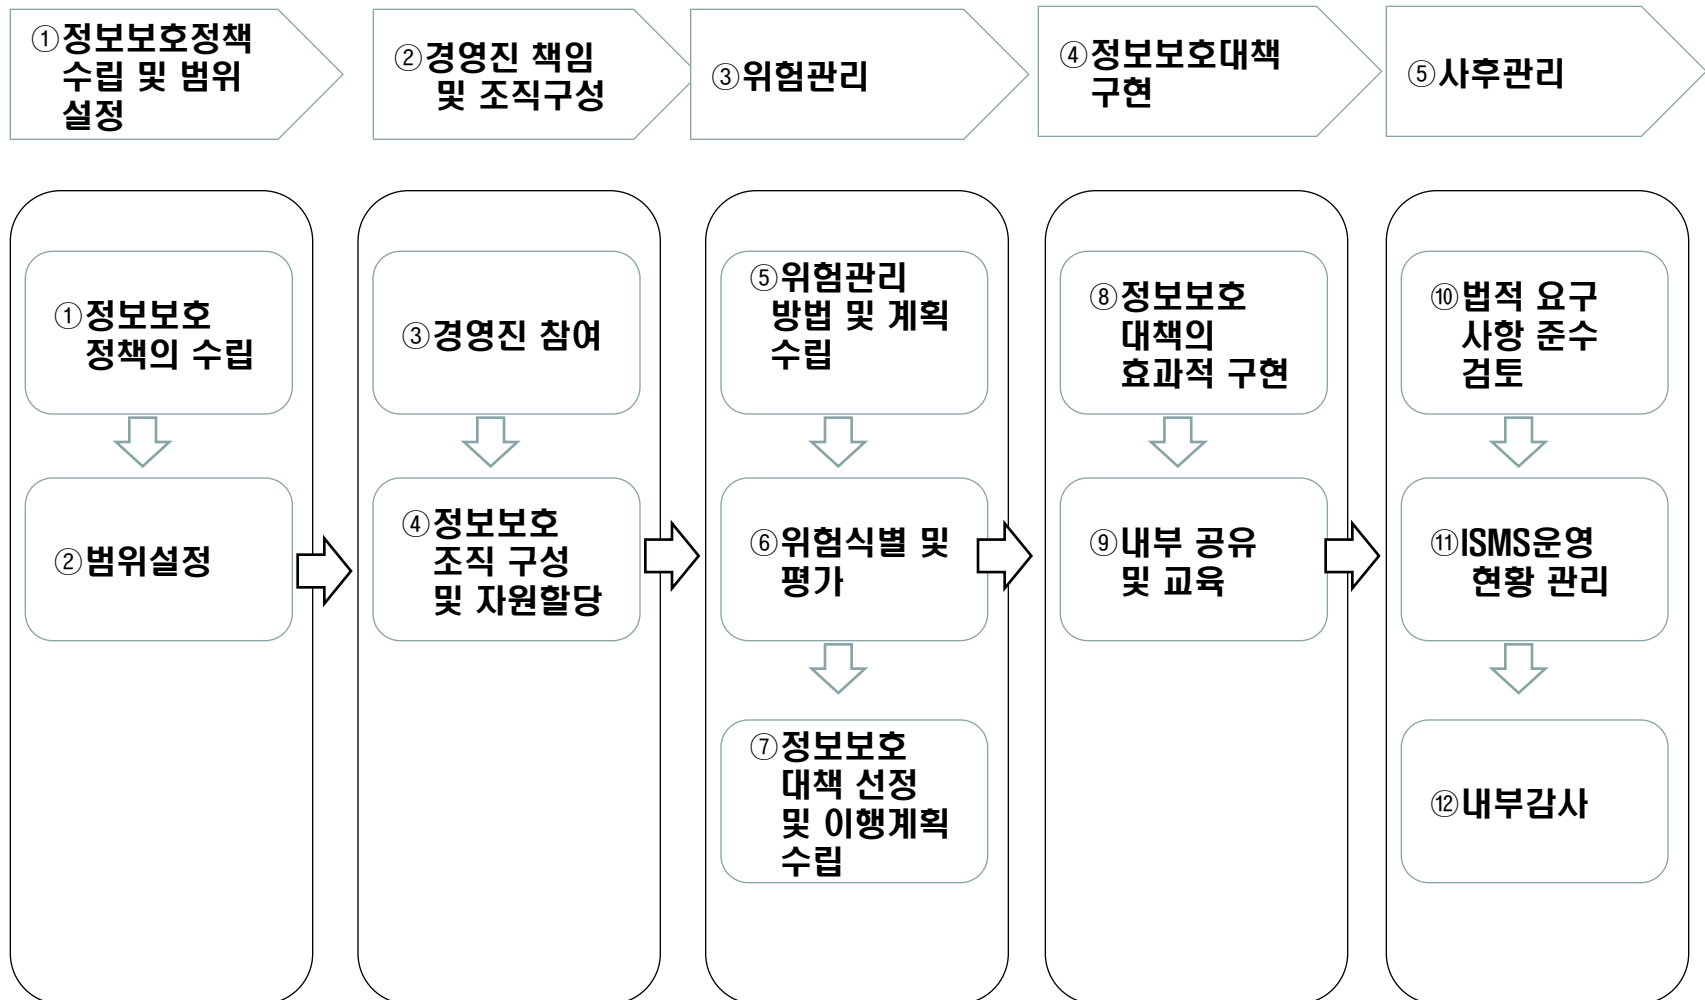 ①정보보호정책
수립 및 범위
설정
②경영진 책임
및 조직구성
③위험관리
④정보보호대책
구현
⑤사후관리
①정보보호
정책의 수립
②범위설정
③경영진 참여
④정보보호
조직 구성
및 자원할당
⑤위험관리
방법 및 계획
수립
⑥위험식별 및
평가
⑦정보보호
대책 선정
및 이행계획
수립
⑧정보보호
대책의
효과적 구현
⑨내부 공유
및 교육
⑩법적 요구
사항 준수
검토
⑪ISMS운영
현황 관리
⑫내부감사